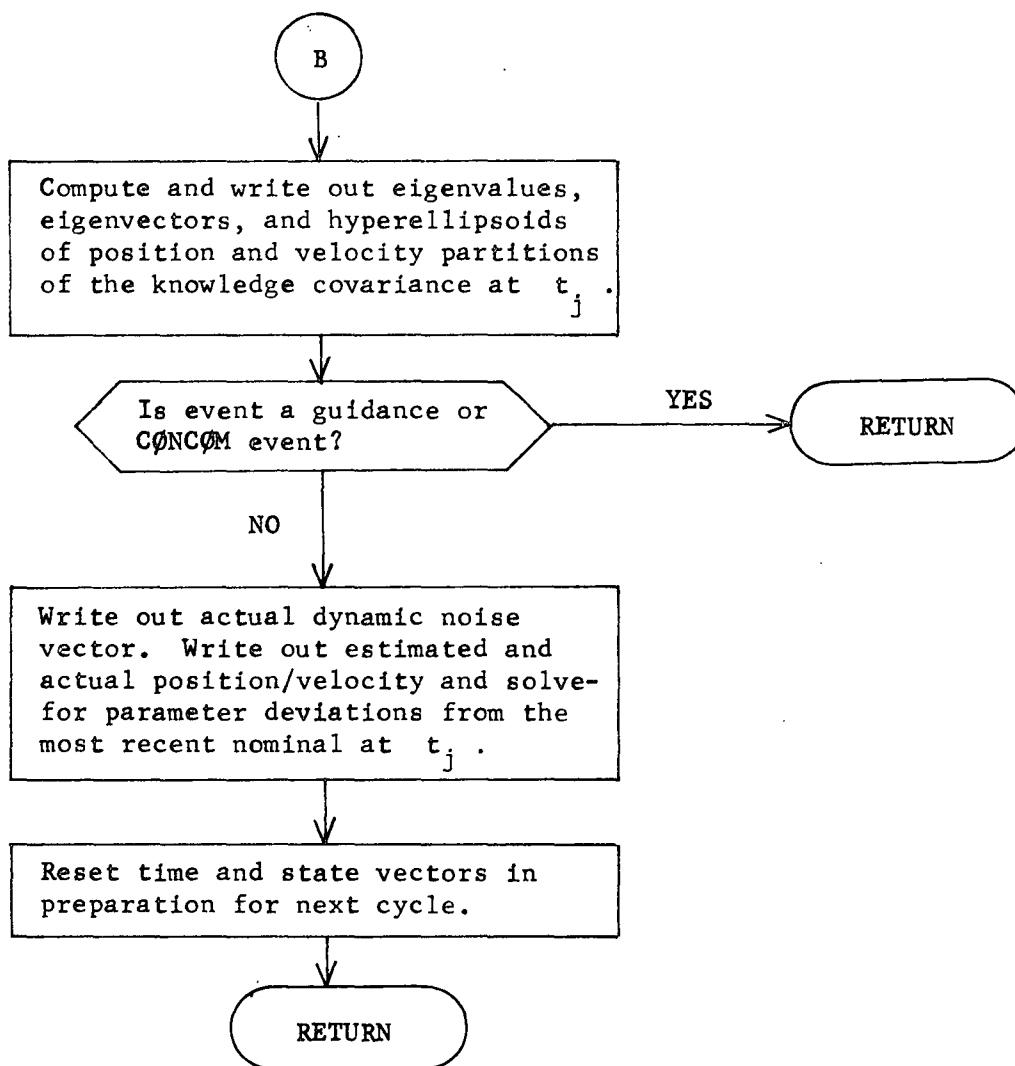 B
Compute and write out eigenvalues,
eigenvectors, and hyperellipsoids
of position and velocity partitions
of the knowledge covariance at t_j .
Is event a guidance or
CØNCØM event?
YES
RETURN
NO
Write out actual dynamic noise
vector. Write out estimated and
actual position/velocity and solve-
for parameter deviations from the
most recent nominal at t_j .
Reset time and state vectors in
preparation for next cycle.
RETURN